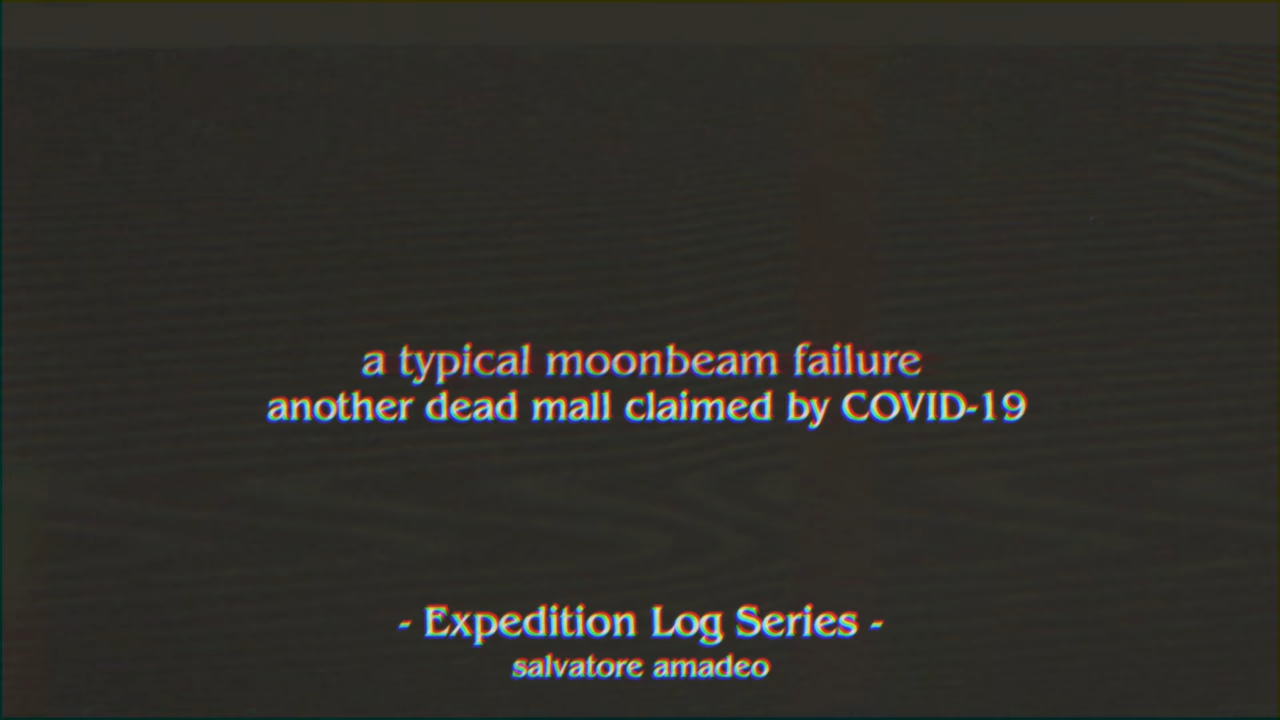 a typical moonbeam failure
another dead mall claimed by COVID-19
- Expedition Log Series -
salvatore amadeo